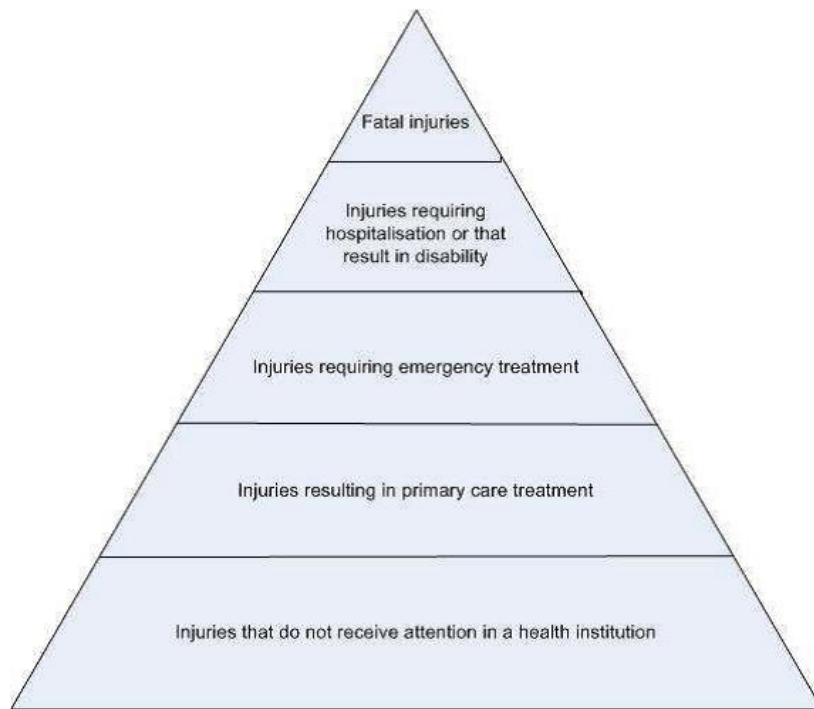 Fatal injuries
Injuries requiring
hospitalisation or that
result in disability
Injuries requiring emergency treatment
Injuries resulting in primary care treatment
Injuries that do not receive attention in a health institution